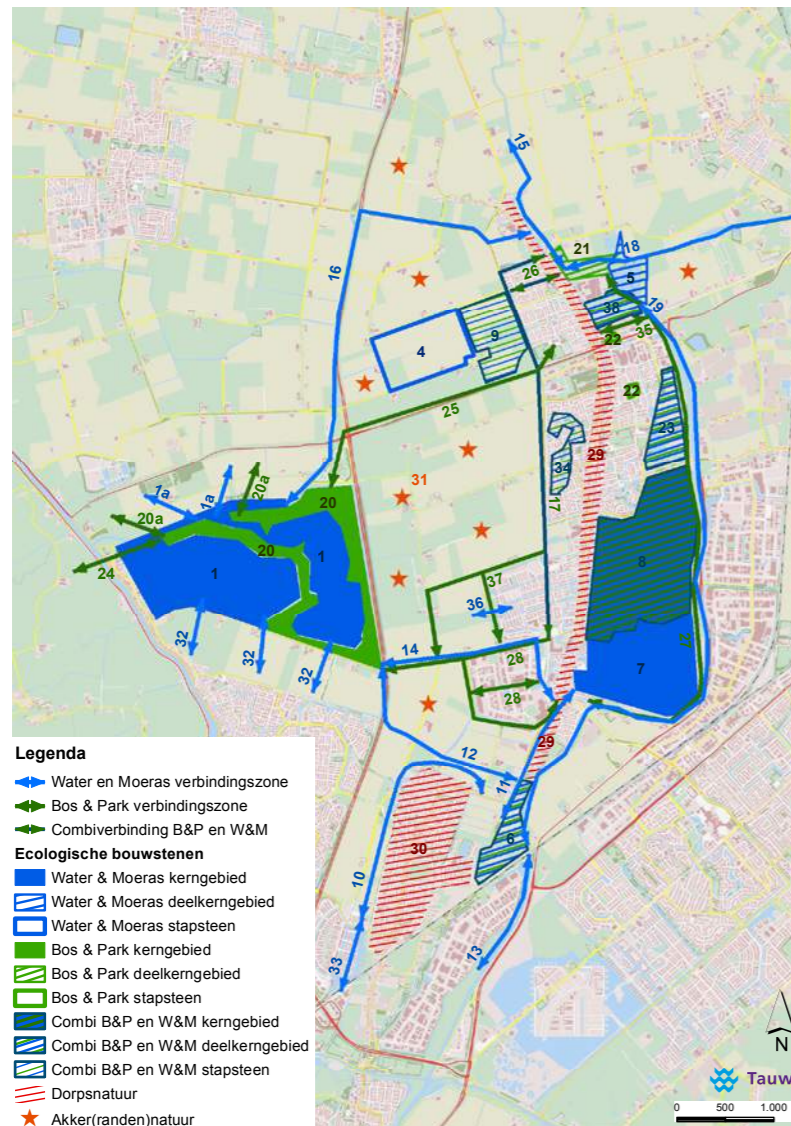 15
16
21
18
26
5
19
38
35
22
4
9
25
22
23
34
29
17
31
1a
1a
20a
20
20a
20
1
1
24
8
37
36
32
32
32
14
28
28
7
27
12
29
11
6
30
10
33
13
Legenda
Water en Moeras verbindingszone
Bos & Park verbindingszone
Combiverbinding B&P en W&M
Ecologische bouwstenen
Water & Moeras kerngebied
Water & Moeras deelkerngebied
Water & Moeras stapsteen
Bos & Park kerngebied
Bos & Park deelkerngebied
Bos & Park stapsteen
Combi B&P en W&M kerngebied
Combi B&P en W&M deelkerngebied
Combi B&P en W&M stapsteen
Dorpsnatuur
Akker(randen)natuur
N
Tauw
0 500 1.000